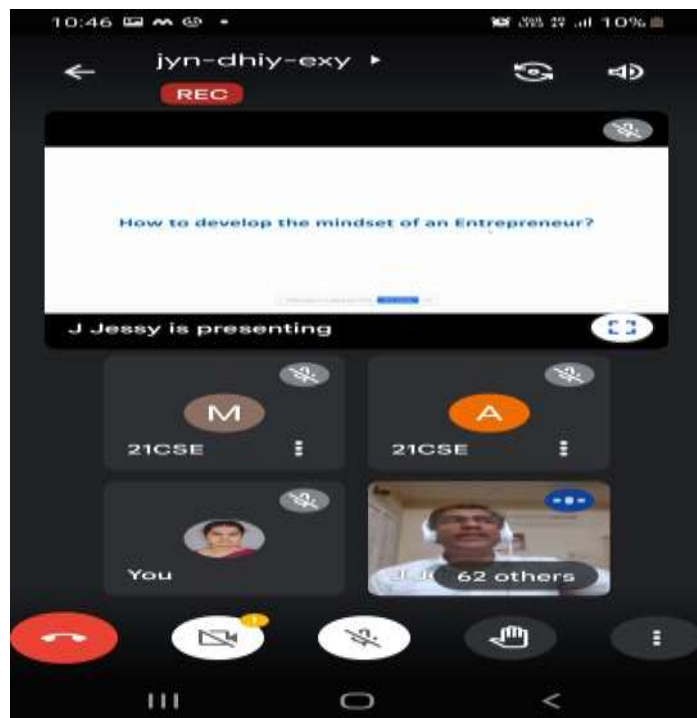 10:46 10%
jyn-dhiy-exy
REC
How to develop the mindset of an Entrepreneur?
J Jessy is presenting
M
A
21CSE
21CSE
You
62 others